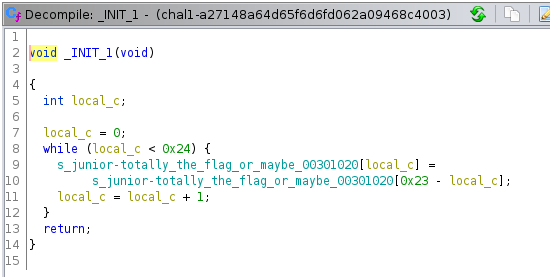 Decompile: _INIT_1 - (chal1-a27148a64d65f6d6fd062a09468c4003)
1
2 void _INIT_1(void)
3
4 {
5 int local_c;
6
7 local_c = 0;
8 while (local_c < 0x24) {
9 s_junior-totally_the_flag_or_maybe_00301020[local_c] =
10 s_junior-totally_the_flag_or_maybe_00301020[0x23 - local_c];
11 local_c = local_c + 1;
12 }
13 return;
14 }
15